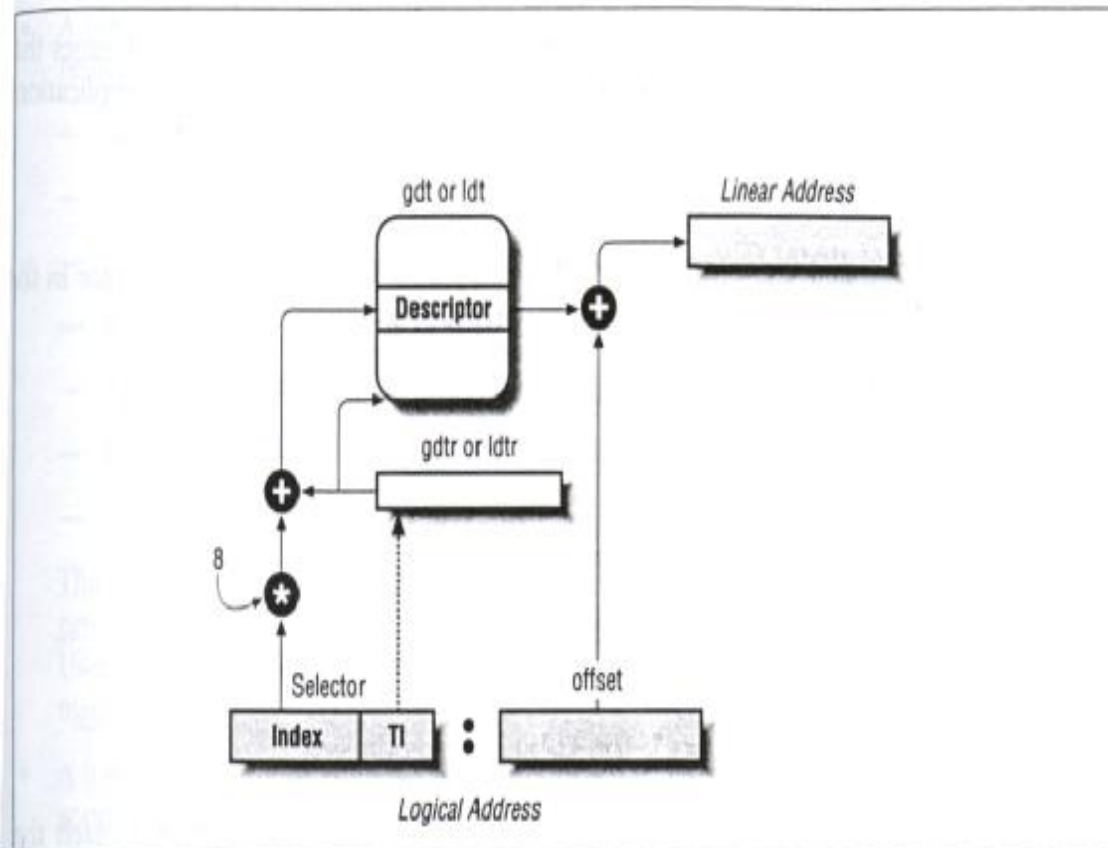 gdt or ldt
Linear Address
Descriptor
+
gdtr or ldtr
+
8
*
Selector
offset
Index
TI
:
Logical Address